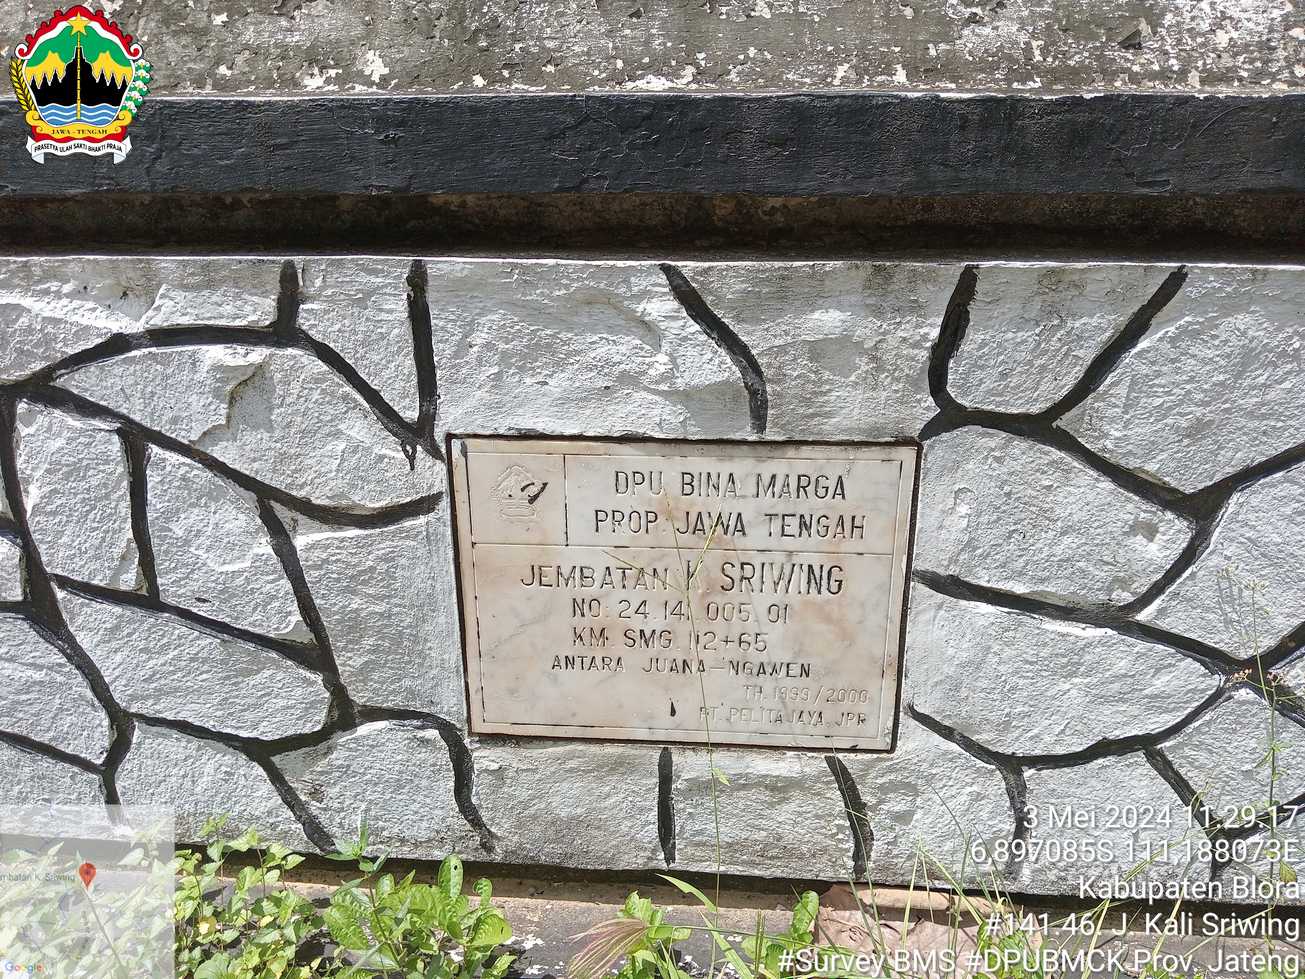 JAWA - TENGAH
PRASETYA ULAH SAKTI BHAKTI PRAJA
DPU BINA MARGA
PROP. JAWA TENGAH
JEMBATAN K. SRIWING
NO: 24.14.005.01
KM. SMG. 112+65
ANTARA JUANA-NGAWEN
TH. 1999/2000
PT. PELITA JAYA. JPR
mbatan K. Sriwing
Google
3 Mei 2024 11.29.17
6,897085S 111,188073E
Kabupaten Blora
#141.46. J. Kali Sriwing
#Survey BMS #DPUBMCK Prov. Jateng